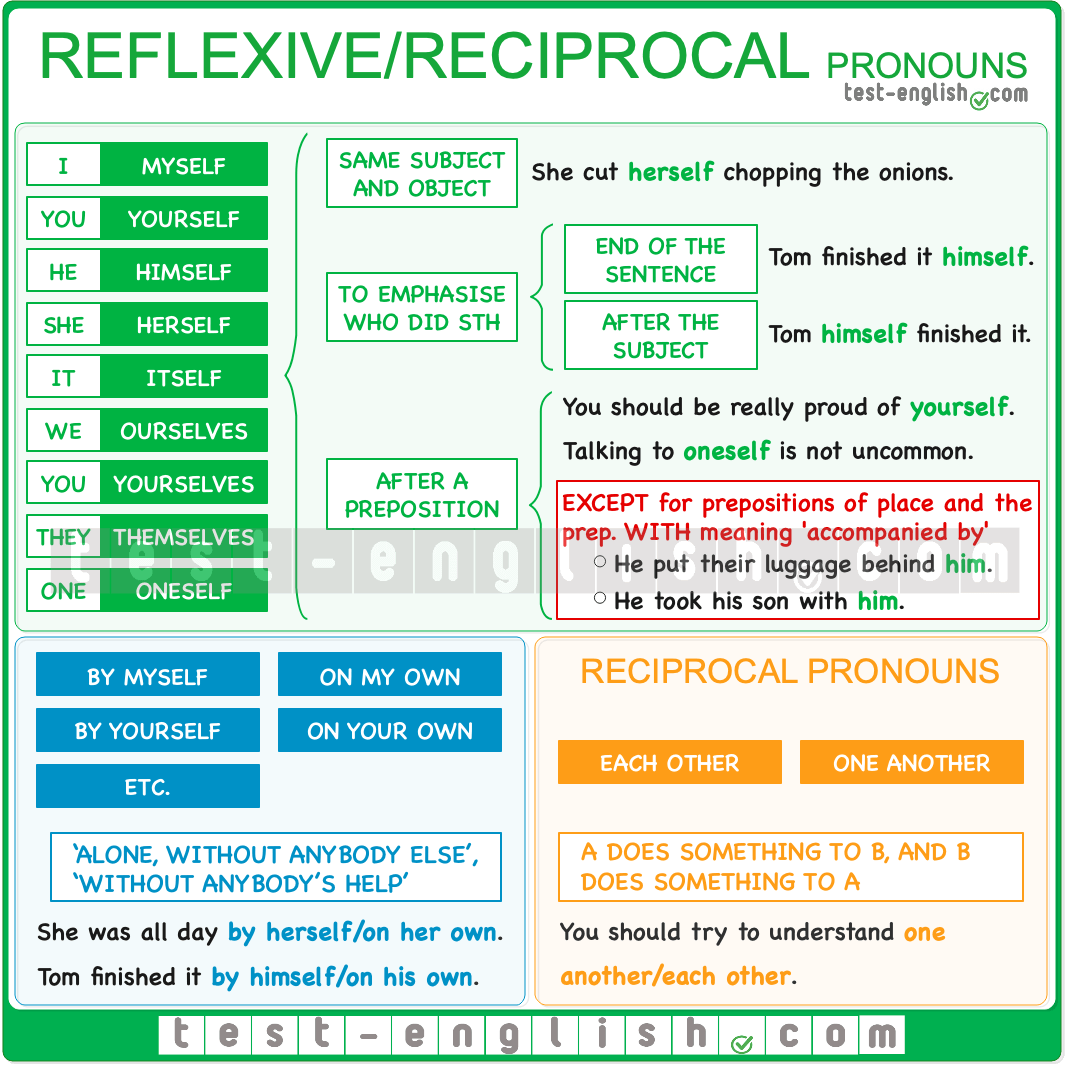 REFLEXIVE/RECIPROCAL PRONOUNS
test-english.com
I MYSELF
YOU YOURSELF
HE HIMSELF
SHE HERSELF
IT ITSELF
WE OURSELVES
YOU YOURSELVES
THEY THEMSELVES
ONE ONESELF
SAME SUBJECT
AND OBJECT
She cut herself chopping the onions.
TO EMPHASISE
WHO DID STH
END OF THE
SENTENCE
Tom finished it himself.
AFTER THE
SUBJECT
Tom himself finished it.
AFTER A
PREPOSITION
You should be really proud of yourself.
Talking to oneself is not uncommon.
EXCEPT for prepositions of place and the
prep. WITH meaning 'accompanied by'
He put their luggage behind him.
He took his son with him.
test-english.com
BY MYSELF
ON MY OWN
BY YOURSELF
ON YOUR OWN
ETC.
‘ALONE, WITHOUT ANYBODY ELSE’,
‘WITHOUT ANYBODY’S HELP’
She was all day by herself/on her own.
Tom finished it by himself/on his own.
RECIPROCAL PRONOUNS
EACH OTHER
ONE ANOTHER
A DOES SOMETHING TO B, AND B
DOES SOMETHING TO A
You should try to understand one
another/each other.
test-english.com